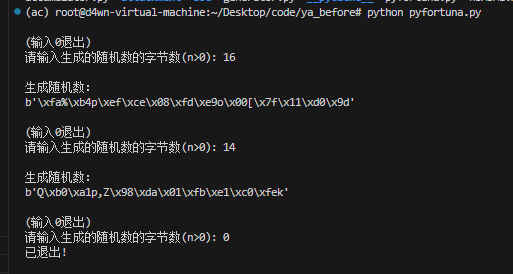 (ac) root@d4wn-virtual-machine:~/Desktop/code/ya_before# python pyfortuna.py
(输入0退出)
请输入生成的随机数的字节数(n>0): 16
生成随机数:
b'\xfa%\xb4p\xef\xce\x08\xfd\xe9o\x00[\x7f\x11\xd0\x9d'
(输入0退出)
请输入生成的随机数的字节数(n>0): 14
生成随机数:
b'Q\xb0\xa1p,Z\x98\xda\x01\xfb\xe1\xc0\xfek'
(输入0退出)
请输入生成的随机数的字节数(n>0): 0
已退出!